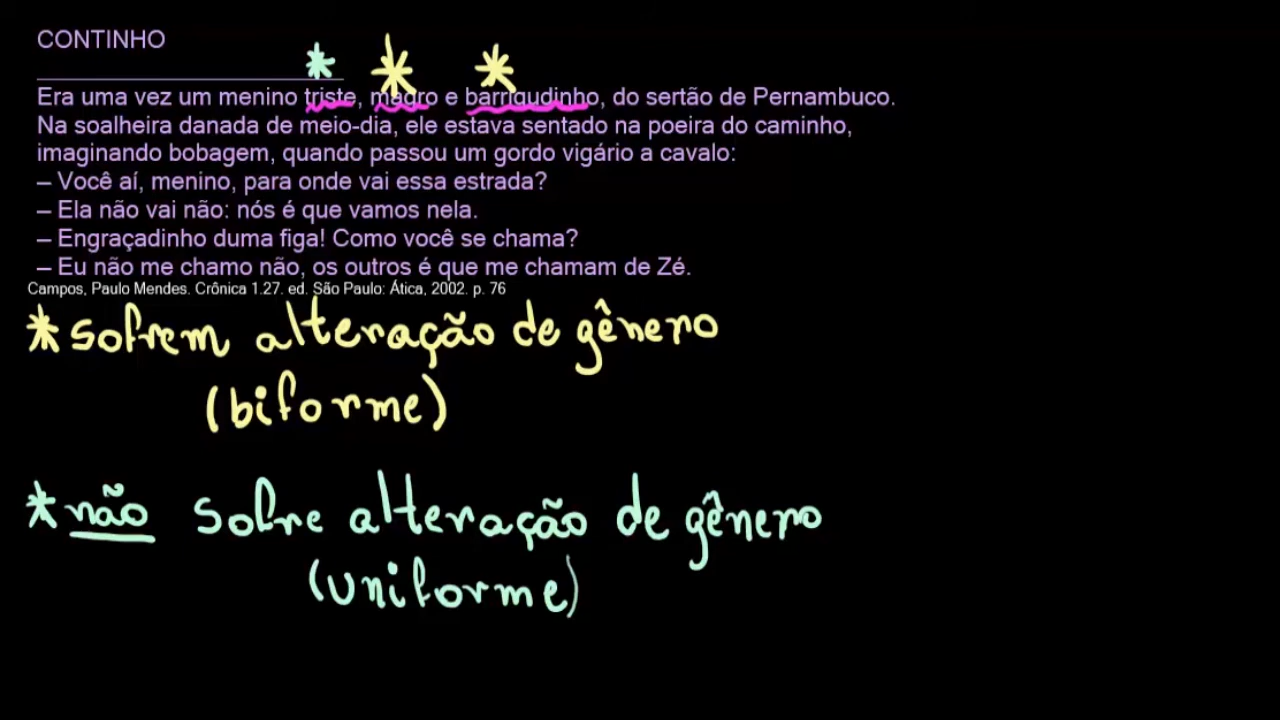 CONTINHO
Era uma vez um menino triste, magro e barrigudinho, do sertão de Pernambuco.
Na soalheira danada de meio-dia, ele estava sentado na poeira do caminho,
imaginando bobagem, quando passou um gordo vigário a cavalo:
– Você aí, menino, para onde vai essa estrada?
– Ela não vai não: nós é que vamos nela.
– Engraçadinho duma figa! Como você se chama?
– Eu não me chamo não, os outros é que me chamam de Zé.
Campos, Paulo Mendes. Crônica 1.27. ed. São Paulo: Ática, 2002. p. 76
* sofrem alteração de gênero
(biforme)
* não sofre alteração de gênero
(uniforme)